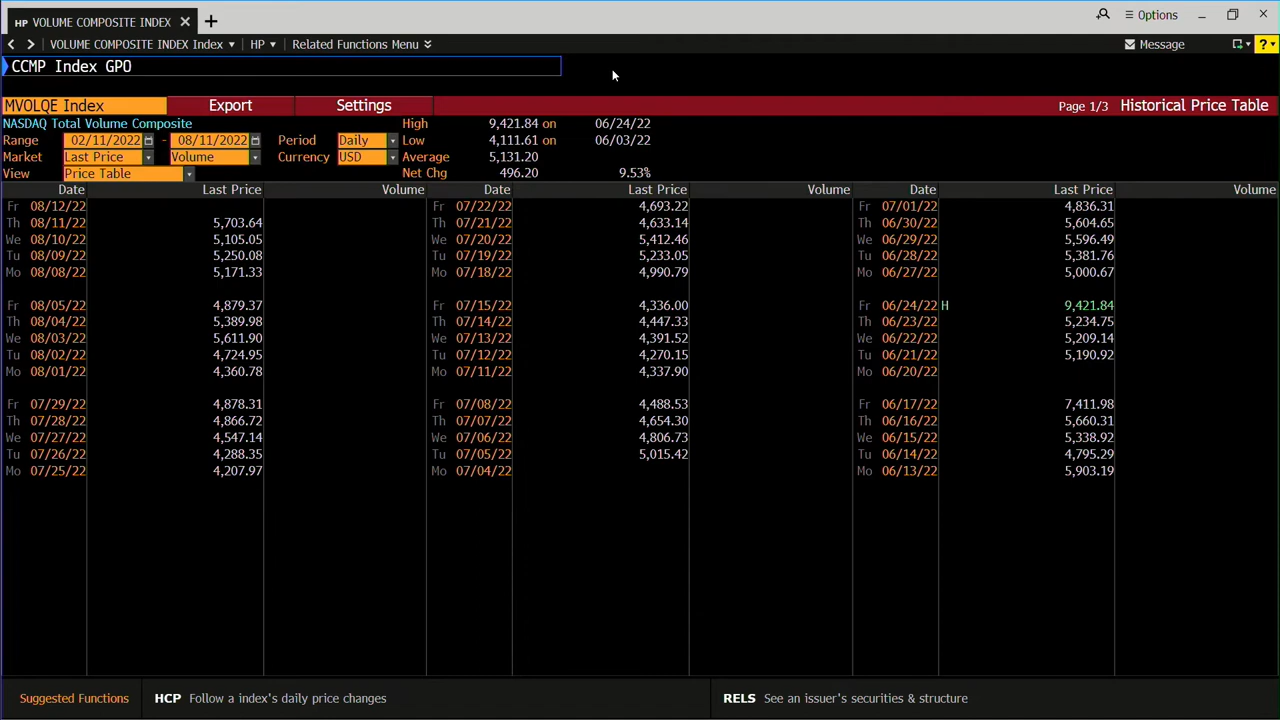 HP VOLUME COMPOSITE INDEX
Options
VOLUME COMPOSITE INDEX Index HP Related Functions Menu Message ?
CCMP Index GPO
MVOLQE Index Export Settings Page 1/3 Historical Price Table
NASDAQ Total Volume Composite High 9,421.84 on 06/24/22
Range 02/11/2022 - 08/11/2022 Period Daily Low 4,111.61 on 06/03/22
Market Last Price Volume Currency USD Average 5,131.20
View Price Table Net Chg 496.20 9.53%
Date Last Price Volume Date Last Price Volume Date Last Price Volume
Fr 08/12/22 Fr 07/22/22 4,693.22 Fr 07/01/22 4,836.31
Th 08/11/22 5,703.64 Th 07/21/22 4,633.14 Th 06/30/22 5,604.65
We 08/10/22 5,105.05 We 07/20/22 5,412.46 We 06/29/22 5,596.49
Tu 08/09/22 5,250.08 Tu 07/19/22 5,233.05 Tu 06/28/22 5,381.76
Mo 08/08/22 5,171.33 Mo 07/18/22 4,990.79 Mo 06/27/22 5,000.67
Fr 08/05/22 4,879.37 Fr 07/15/22 4,336.00 Fr 06/24/22 H 9,421.84
Th 08/04/22 5,389.98 Th 07/14/22 4,447.33 Th 06/23/22 5,234.75
We 08/03/22 5,611.90 We 07/13/22 4,391.52 We 06/22/22 5,209.14
Tu 08/02/22 4,724.95 Tu 07/12/22 4,270.15 Tu 06/21/22 5,190.92
Mo 08/01/22 4,360.78 Mo 07/11/22 4,337.90 Mo 06/20/22
Fr 07/29/22 4,878.31 Fr 07/08/22 4,488.53 Fr 06/17/22 7,411.98
Th 07/28/22 4,866.72 Th 07/07/22 4,654.30 Th 06/16/22 5,660.31
We 07/27/22 4,547.14 We 07/06/22 4,806.73 We 06/15/22 5,338.92
Tu 07/26/22 4,288.35 Tu 07/05/22 5,015.42 Tu 06/14/22 4,795.29
Mo 07/25/22 4,207.97 Mo 07/04/22 Mo 06/13/22 5,903.19
Suggested Functions HCP Follow a index's daily price changes RELS See an issuer's securities & structure